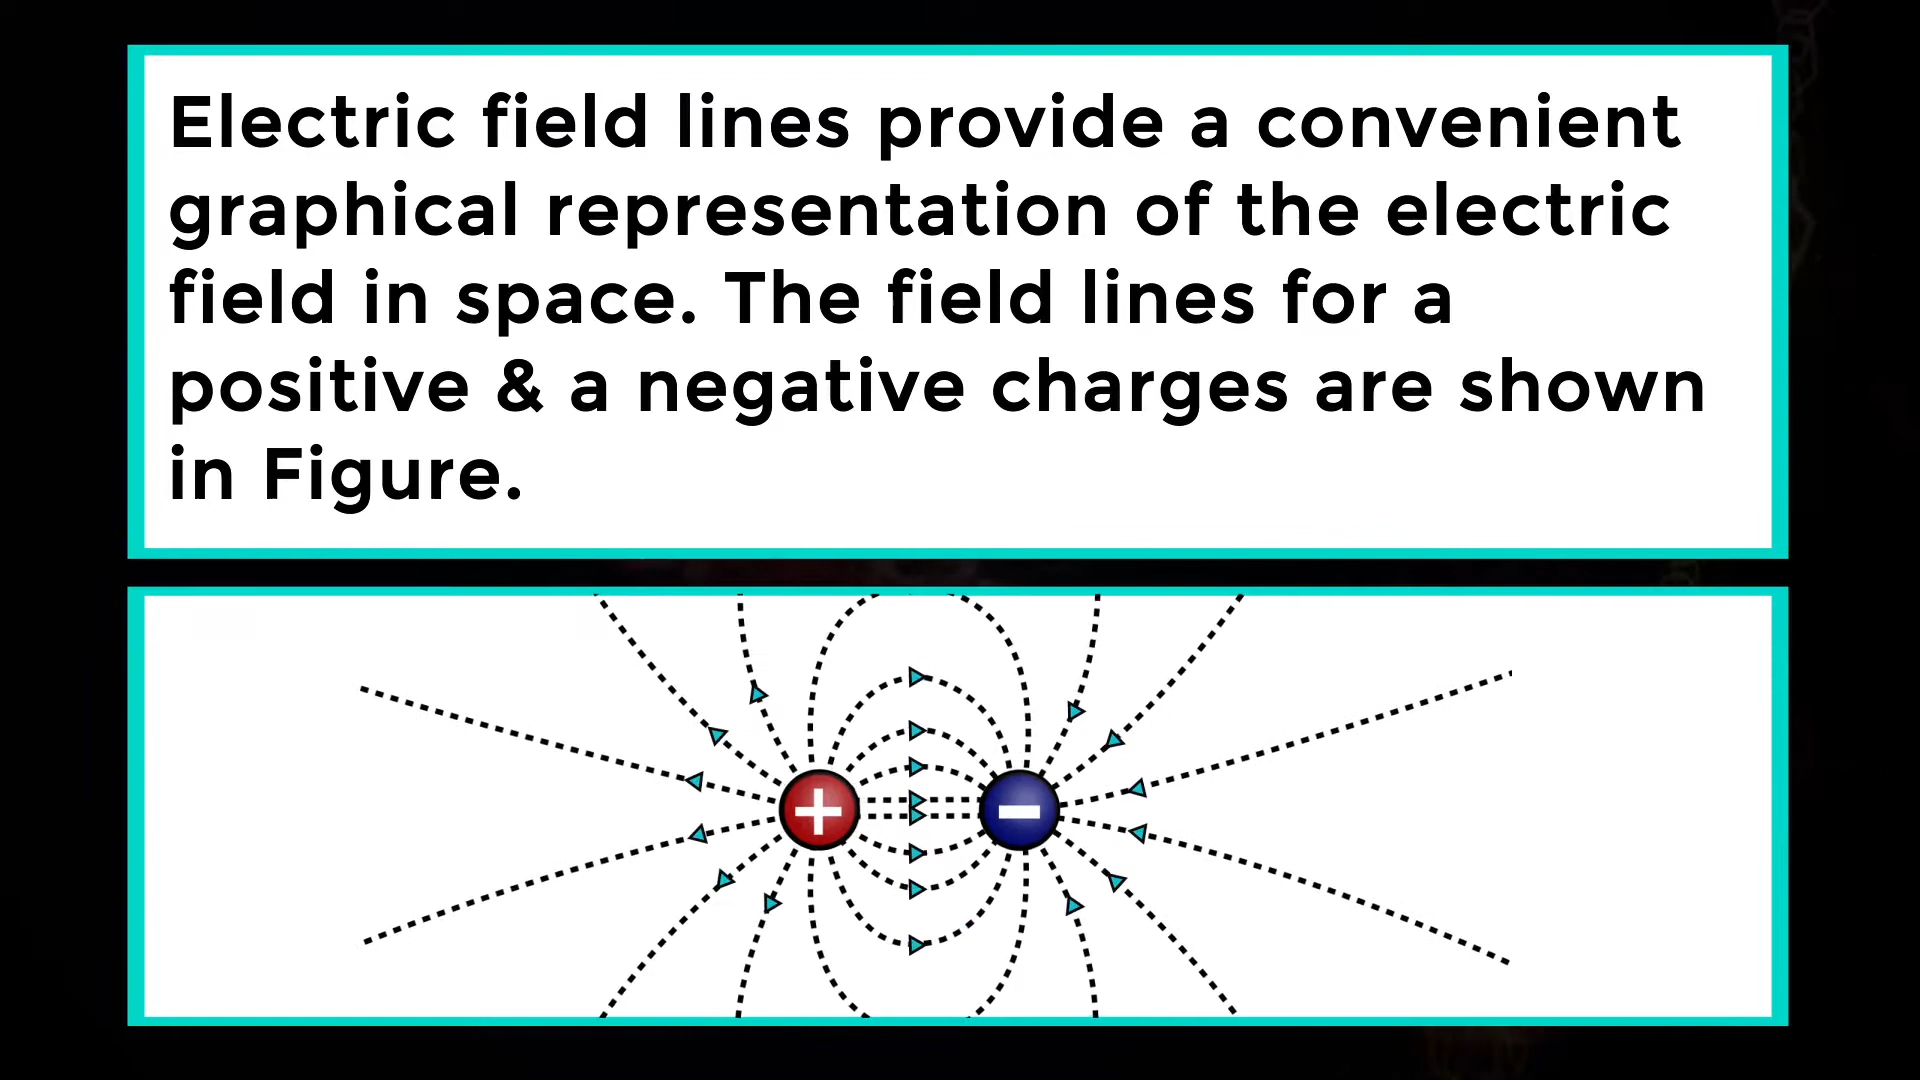 Electric field lines provide a convenient
graphical representation of the electric
field in space. The field lines for a
positive & a negative charges are shown
in Figure.
+
−